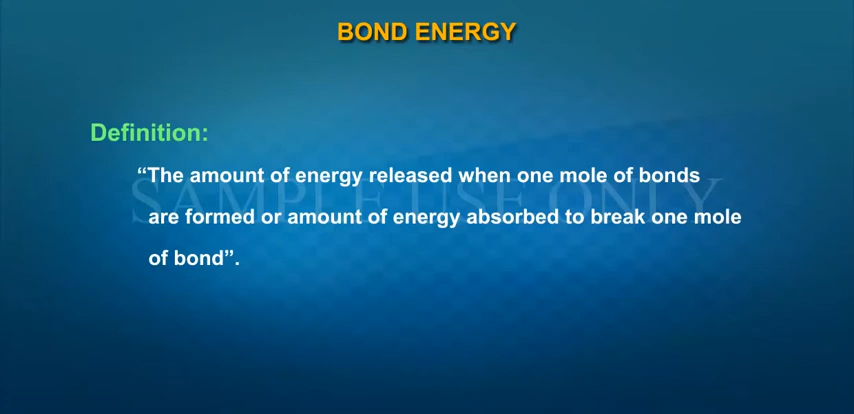 BOND ENERGY
Definition:
“The amount of energy released when one mole of bonds
are formed or amount of energy absorbed to break one mole
of bond”.
SAMPLE USE ONLY